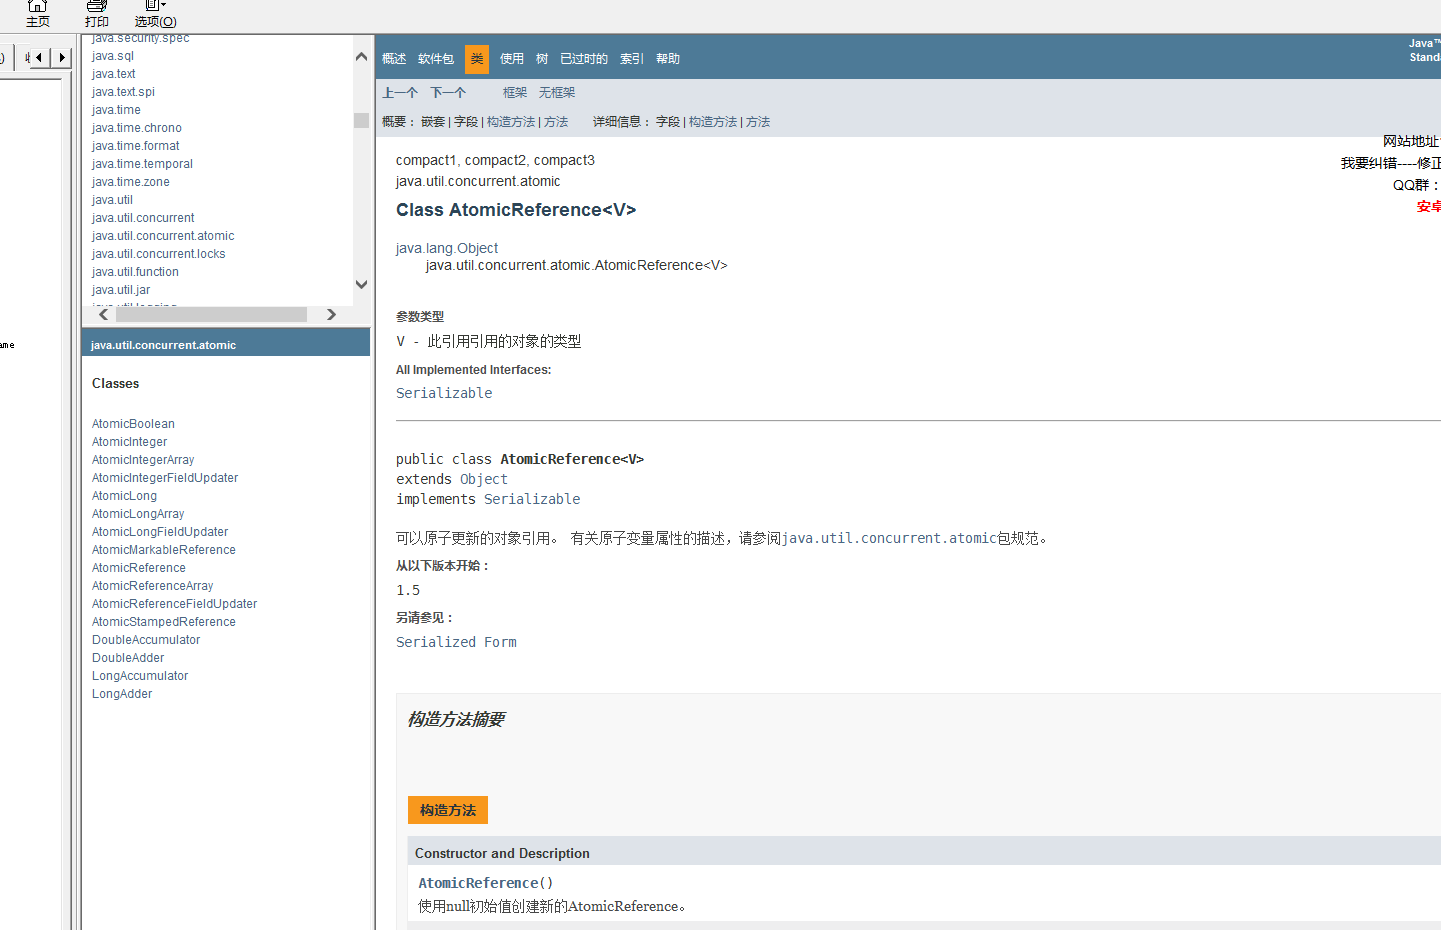 主页 打印 选项(O)
java.security.spec
java.sql
java.text
java.text.spi
java.time
java.time.chrono
java.time.format
java.time.temporal
java.time.zone
java.util
java.util.concurrent
java.util.concurrent.atomic
java.util.concurrent.locks
java.util.function
java.util.jar
java.util.logging
ame
java.util.concurrent.atomic
Classes
AtomicBoolean
AtomicInteger
AtomicIntegerArray
AtomicIntegerFieldUpdater
AtomicLong
AtomicLongArray
AtomicLongFieldUpdater
AtomicMarkableReference
AtomicReference
AtomicReferenceArray
AtomicReferenceFieldUpdater
AtomicStampedReference
DoubleAccumulator
DoubleAdder
LongAccumulator
LongAdder
概述 软件包 类 使用 树 已过时的 索引 帮助
Java™
Standa
上一个 下一个 框架 无框架
概要： 嵌套 | 字段 | 构造方法 | 方法 详细信息： 字段 | 构造方法 | 方法
网站地址
我要纠错----修正
QQ群：
安卓
compact1, compact2, compact3
java.util.concurrent.atomic
Class AtomicReference<V>
java.lang.Object
java.util.concurrent.atomic.AtomicReference<V>
参数类型
V - 此引用引用的对象的类型
All Implemented Interfaces:
Serializable
public class AtomicReference<V>
extends Object
implements Serializable
可以原子更新的对象引用。 有关原子变量属性的描述，请参阅java.util.concurrent.atomic包规范。
从以下版本开始：
1.5
另请参见：
Serialized Form
构造方法摘要
构造方法
Constructor and Description
AtomicReference()
使用null初始值创建新的AtomicReference。